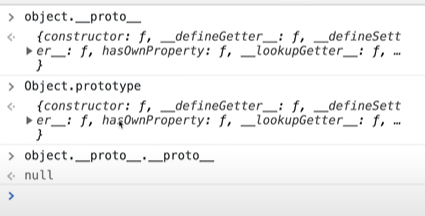 > object.__proto__
<· {constructor: ƒ, __defineGetter__: ƒ, __defineSett
▶er__: ƒ, hasOwnProperty: ƒ, __lookupGetter__: ƒ, …
}
> Object.prototype
<· {constructor: ƒ, __defineGetter__: ƒ, __defineSett
▶er__: ƒ, hasOwnProperty: ƒ, __lookupGetter__: ƒ, …
}
> object.__proto__.__proto__
<· null
>